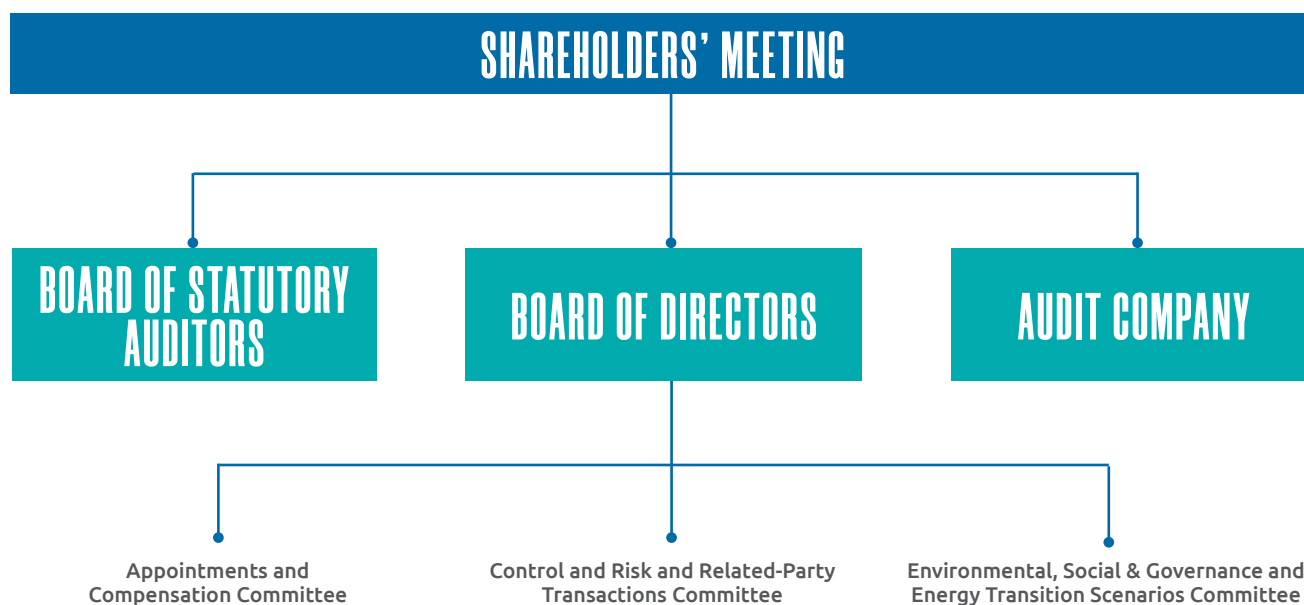 SHAREHOLDERS' MEETING
BOARD OF STATUTORY
AUDITORS
BOARD OF DIRECTORS
AUDIT COMPANY
Appointments and
Compensation Committee
Control and Risk and Related-Party
Transactions Committee
Environmental, Social & Governance and
Energy Transition Scenarios Committee